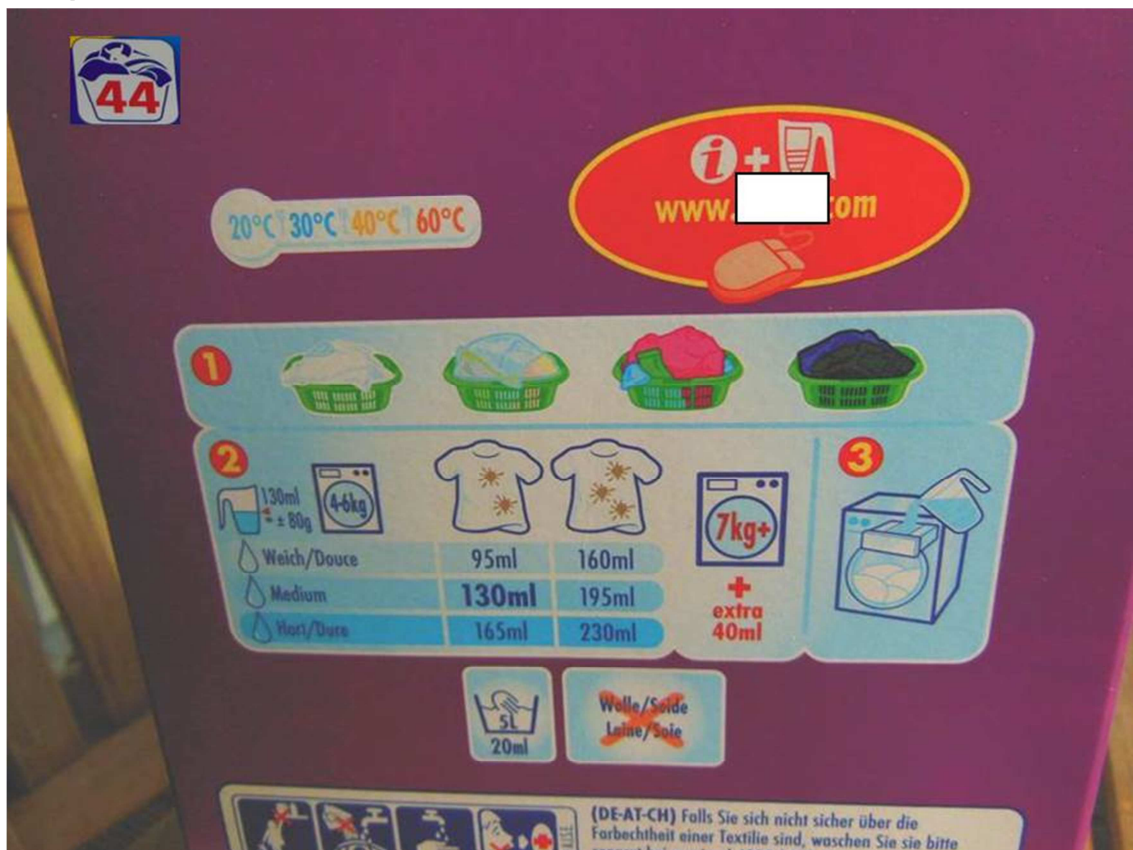 44
20°C 30°C 40°C 60°C
i +
www. com
1
2
130ml
= ± 80g
4-6kg
7kg+
3
Weich/Douce 95ml 160ml
Medium 130ml 195ml
Hart/Dure 165ml 230ml
+
extra
40ml
5L
20ml
Wolle/Seide
Laine/Soie
(DE-AT-CH) Falls Sie sich nicht sicher über die
Farbechtheit einer Textilie sind, waschen Sie sie bitte